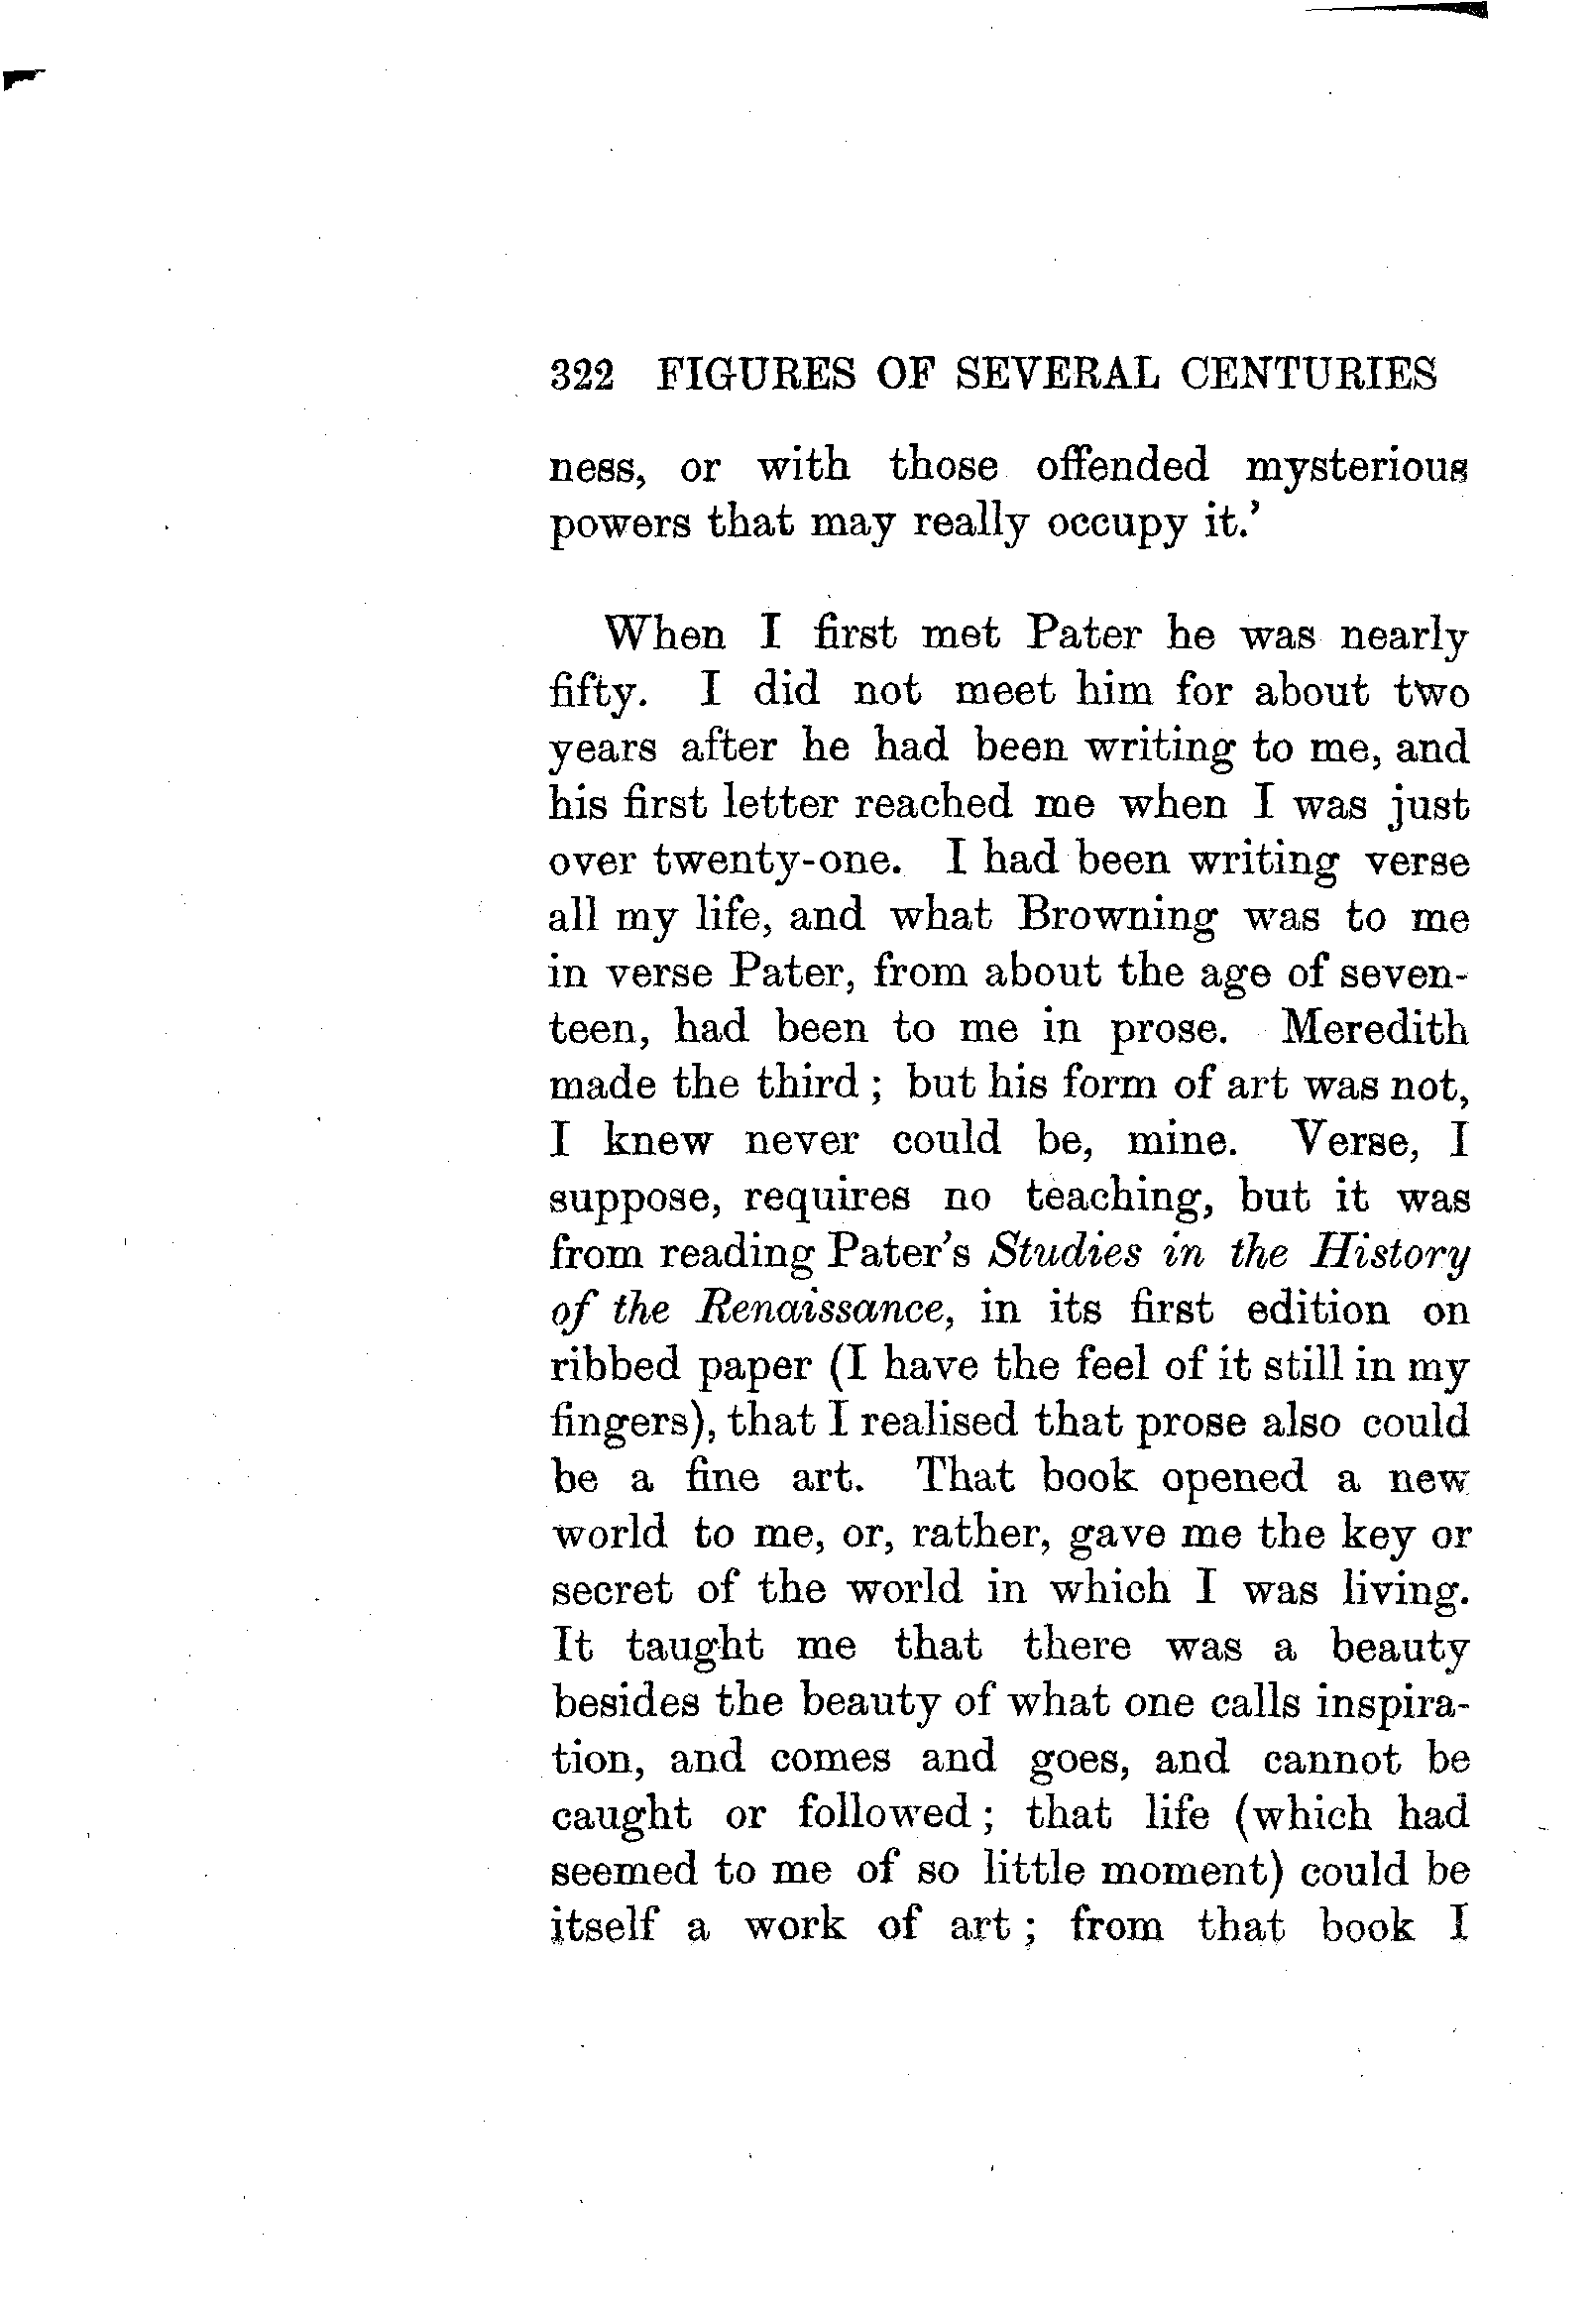 322 FIGURES OF SEVERAL CENTURIES
ness, or with those offended mysterious
powers that may really occupy it.’
When I first met Pater he was nearly
fifty. I did not meet him for about two
years after he had been writing to me, and
his first letter reached me when I was just
over twenty-one. I had been writing verse
all my life, and what Browning was to me
in verse Pater, from about the age of seven-
teen, had been to me in prose. Meredith
made the third ; but his form of art was not,
I knew never could be, mine. Verse, I
suppose, requires no teaching, but it was
from reading Pater’s Studies in the History
of the Renaissance, in its first edition on
ribbed paper (I have the feel of it still in my
fingers), that I realised that prose also could
be a fine art. That book opened a new
world to me, or, rather, gave me the key or
secret of the world in which I was living.
It taught me that there was a beauty
besides the beauty of what one calls inspira-
tion, and comes and goes, and cannot be
caught or followed ; that life (which had
seemed to me of so little moment) could be
itself a work of art ; from that book I